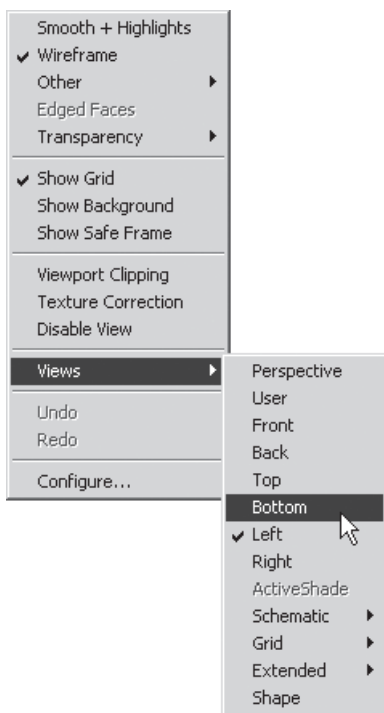 Smooth + Highlights
Wireframe
Other
Edged Faces
Transparency
Show Grid
Show Background
Show Safe Frame
Viewport Clipping
Texture Correction
Disable View
Views
Undo
Redo
Configure...
Perspective
User
Front
Back
Top
Bottom
Left
Right
ActiveShade
Schematic
Grid
Extended
Shape